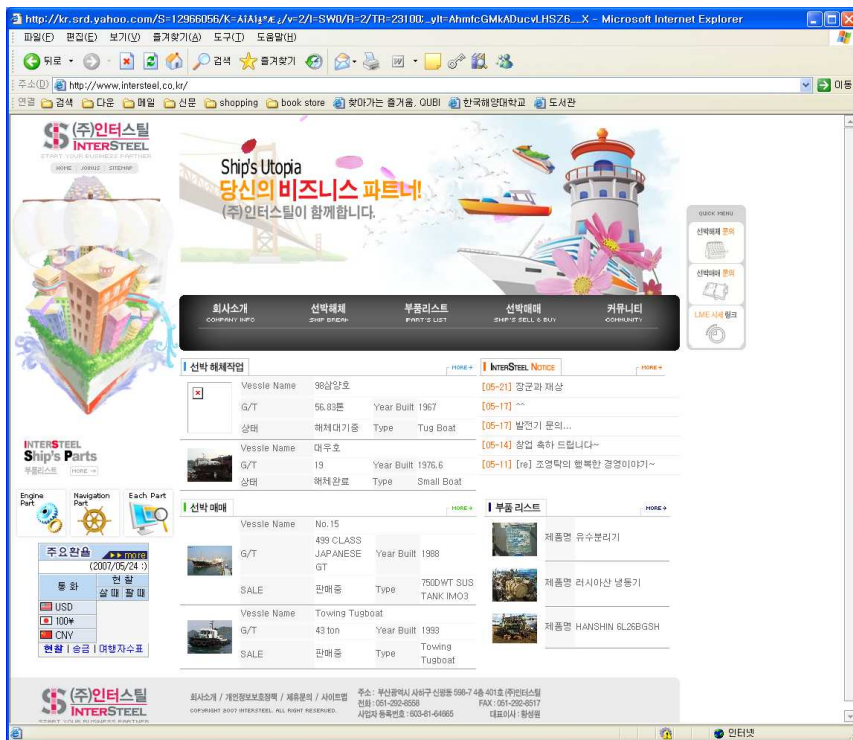 http://kr.srd.yahoo.com/S=12966056/K=ÀÎÅÍ½ºÆ¿/v=2/I=SW0/R=2/TR=23100;_ylt=AhmfcGMkADucvLHSZ6..._X - Microsoft Internet Explorer
파일(F) 편집(E) 보기(V) 즐겨찾기(A) 도구(T) 도움말(H)
뒤로 검색 즐겨찾기
주소(D) http://www.intersteel.co.kr/ 이동
연결 검색 다운 메일 신문 shopping book store 찾아가는 즐거움, QUBI 한국해양대학교 도서관
(주)인터스틸
INTERSTEEL
START YOUR BUSINESS PARTNER
HOME JOINUS SITEMAP
Ship's Utopia
당신의 비즈니스 파트너!
(주)인터스틸이 함께합니다.
QUICK MENU
선박해체 문의
선박매매 문의
LIVE 시세 링크
회사소개 선박해체 부품리스트 선박매매 커뮤니티
COMPANY INFO SHIP BREAK PART'S LIST SHIP'S SELL & BUY COMMUNITY
선박 해체작업 MORE
Vessle Name 98삼양호
G/T 56.83톤 Year Built 1967
상태 해체대기중 Type Tug Boat
Vessle Name 대우호
G/T 19 Year Built 1976.6
상태 해체완료 Type Small Boat
INTERSTEEL NOTICE MORE
[05-21] 장군과 재상
[05-17] ^^
[05-17] 발전기 문의...
[05-14] 창업 축하 드립니다~
[05-11] [re] 조영탁의 행복한 경영이야기~
INTERSTEEL
Ship's Parts
부품리스트 MORE
Engine Part
Navigation Part
Each Part
선박 매매 MORE
Vessle Name No.15
G/T 499 CLASS JAPANESE GT Year Built 1988
SALE 판매중 Type 750DWT SUS TANK IMO3
Vessle Name Towing Tugboat
G/T 43 ton Year Built 1993
SALE 판매중 Type Towing Tugboat
부품 리스트 MORE
제품명 유수분리기
제품명 러시아산 냉동기
제품명 HANSHIN 6L26BGSH
주요환율 more
(2007/05/24 :)
통 화 현 찰
살 때 팔 때
USD
100¥
CNY
현찰 | 송금 | 여행자수표
(주)인터스틸
INTERSTEEL
START YOUR BUSINESS PARTNER
회사소개 / 개인정보보호정책 / 제휴문의 / 사이트맵
COPYRIGHT 2007 INTERSTEEL. ALL RIGHT RESERVED.
주소 : 부산광역시 사하구 신평동 598-7 4층 401호 (주)인터스틸
전화 : 051-292-8558 FAX : 051-292-8517
사업자 등록번호 : 603-81-64665 대표이사 : 황성원
인터넷